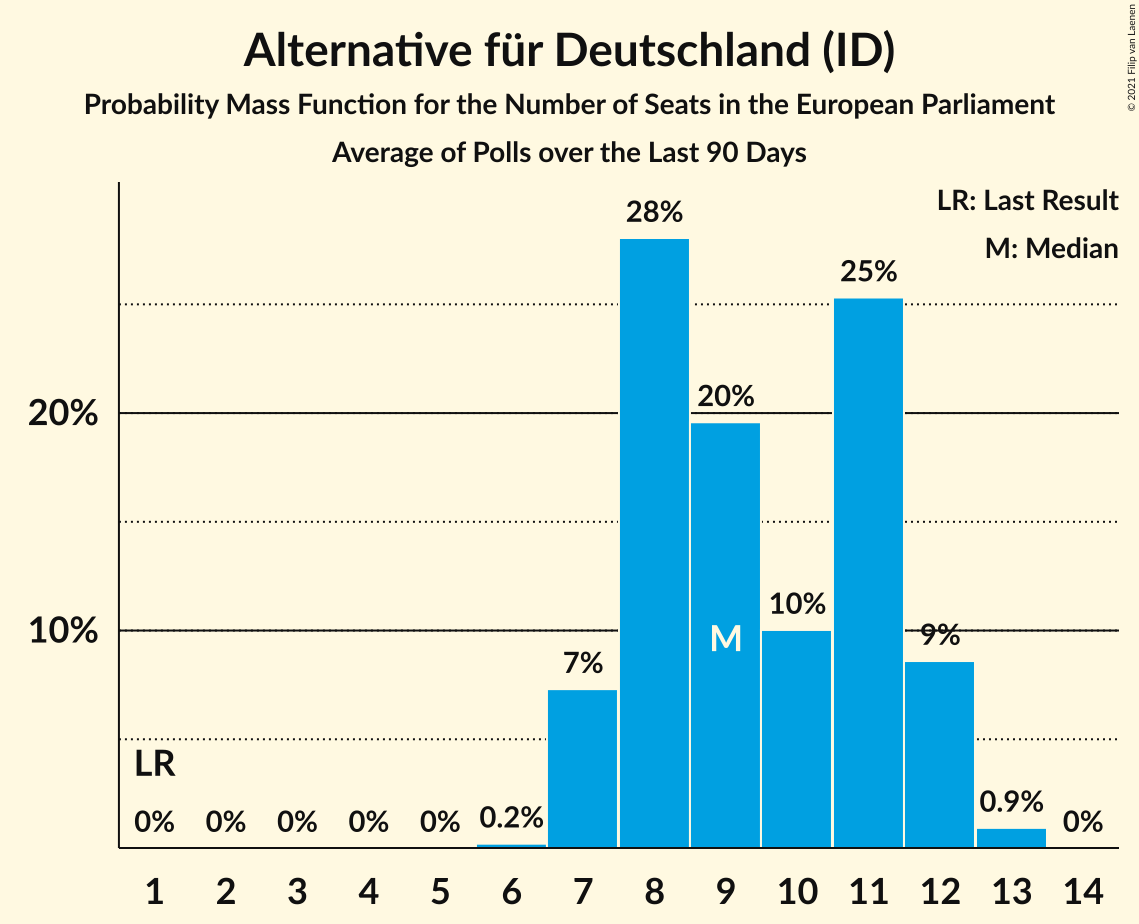 Alternative für Deutschland (ID)
Probability Mass Function for the Number of Seats in the European Parliament
Average of Polls over the Last 90 Days
© 2021 Filip van Laenen
LR: Last Result
M: Median
28%
25%
20%
20%
10%
10%
9%
7%
M
LR
0%
0%
0%
0%
0%
0.2%
0.9%
0%
1 2 3 4 5 6 7 8 9 10 11 12 13 14